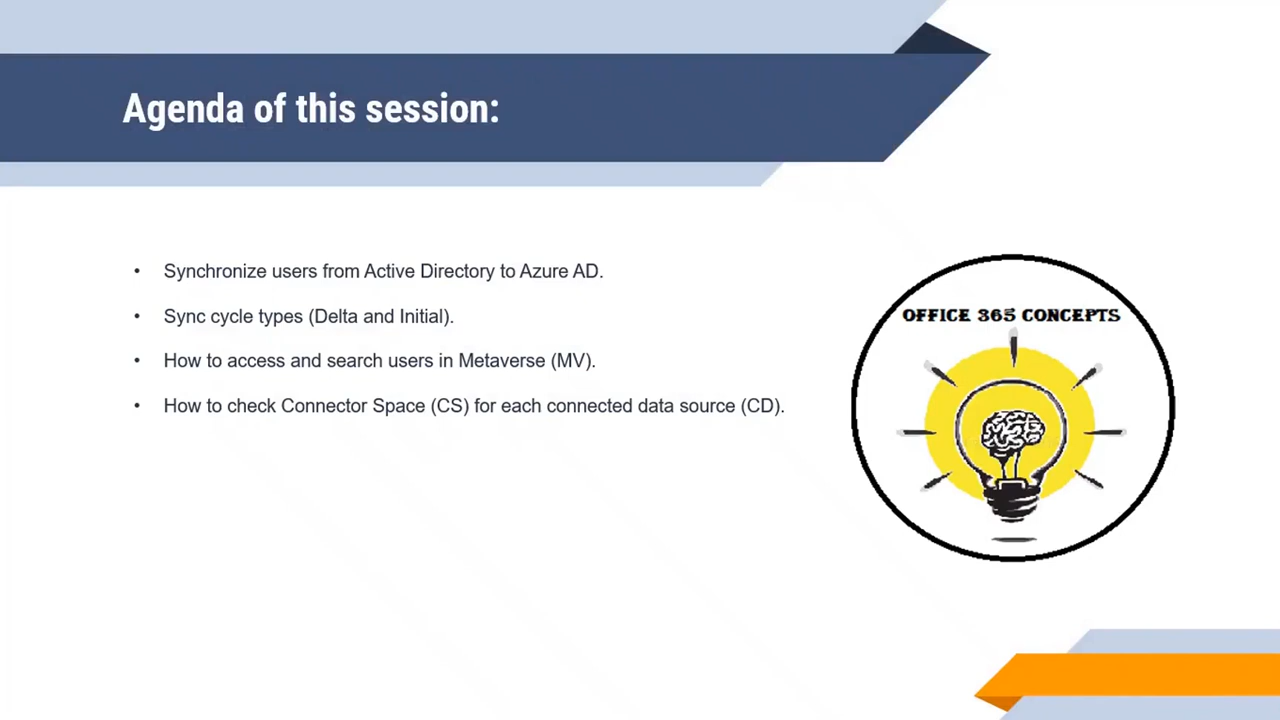 Agenda of this session:
• Synchronize users from Active Directory to Azure AD.
• Sync cycle types (Delta and Initial).
• How to access and search users in Metaverse (MV).
• How to check Connector Space (CS) for each connected data source (CD).
OFFICE 365 CONCEPTS